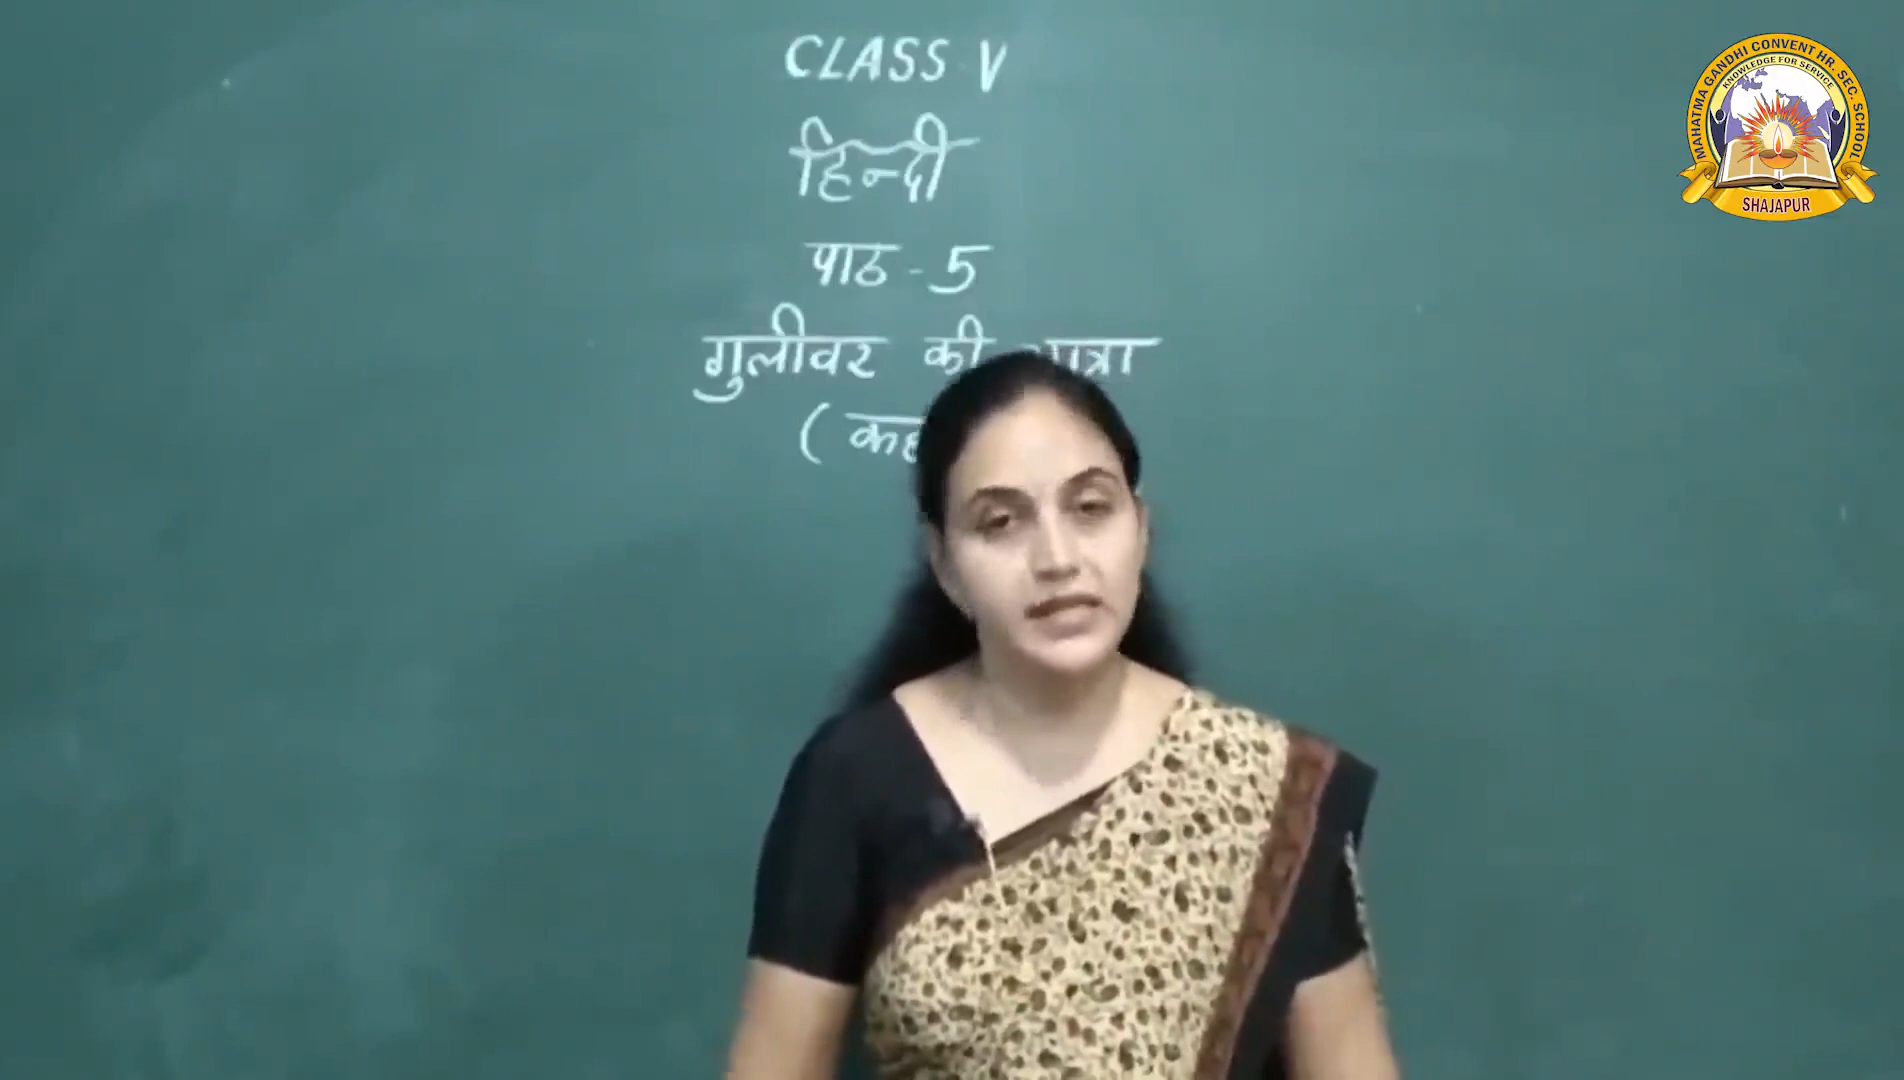 CLASS V
हिन्दी
पाठ - 5
गुलीवर की
(
MAHATMA GANDHI CONVENT HR. SEC. SCHOOL
KNOWLEDGE FOR SERVICE
SHAJAPUR